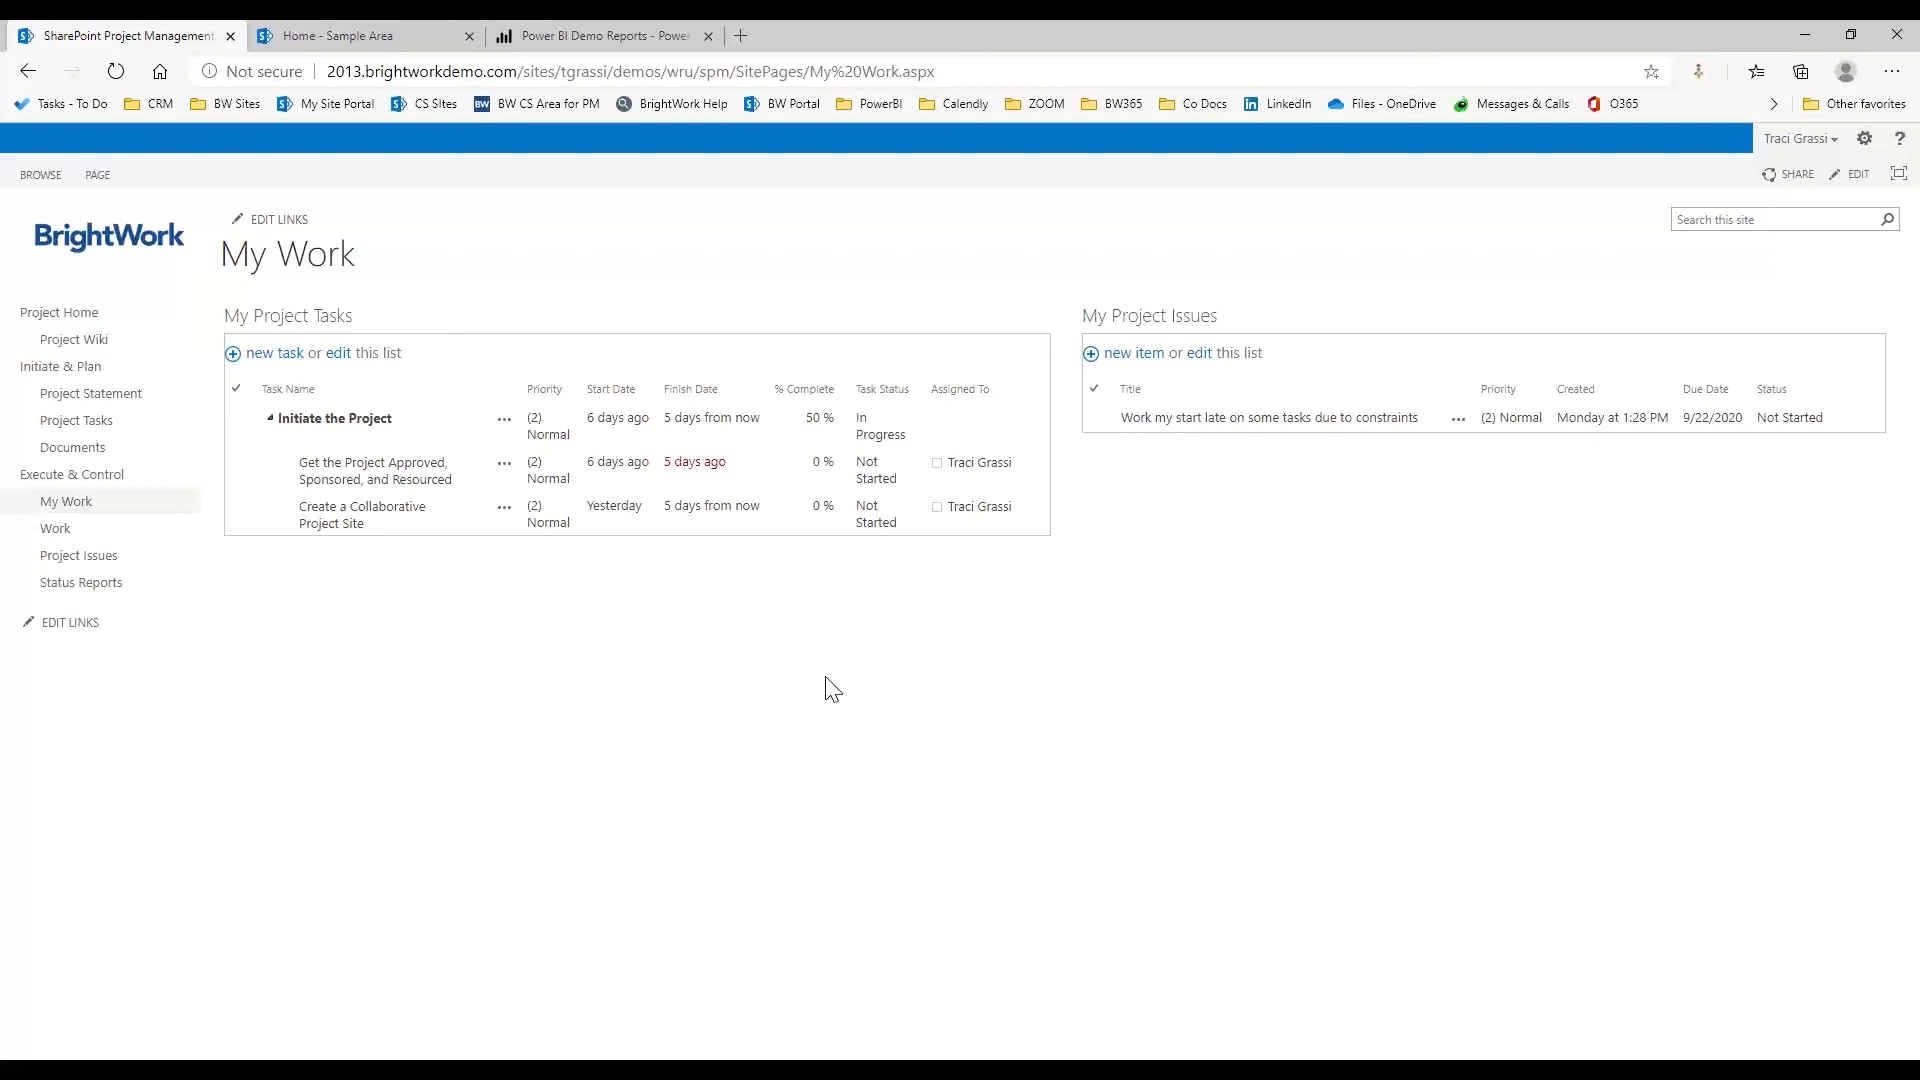 SharePoint Project Management
Home - Sample Area
Power BI Demo Reports - Power
Not secure
2013.brightworkdemo.com/sites/tgrassi/demos/wru/spm/SitePages/My%20Work.aspx
Tasks - To Do
CRM
BW Sites
My Site Portal
CS SItes
BW CS Area for PM
BrightWork Help
BW Portal
PowerBI
Calendly
ZOOM
BW365
Co Docs
LinkedIn
Files - OneDrive
Messages & Calls
O365
Other favorites
Traci Grassi
?
BROWSE
PAGE
SHARE
EDIT
BrightWork
EDIT LINKS
My Work
Search this site
Project Home
Project Wiki
Initiate & Plan
Project Statement
Project Tasks
Documents
Execute & Control
My Work
Work
Project Issues
Status Reports
EDIT LINKS
My Project Tasks
new task or edit this list
Task Name Priority Start Date Finish Date % Complete Task Status Assigned To
Initiate the Project ... (2) Normal 6 days ago 5 days from now 50 % In Progress
Get the Project Approved, Sponsored, and Resourced ... (2) Normal 6 days ago 5 days ago 0 % Not Started Traci Grassi
Create a Collaborative Project Site ... (2) Normal Yesterday 5 days from now 0 % Not Started Traci Grassi
My Project Issues
new item or edit this list
Title Priority Created Due Date Status
Work my start late on some tasks due to constraints ... (2) Normal Monday at 1:28 PM 9/22/2020 Not Started